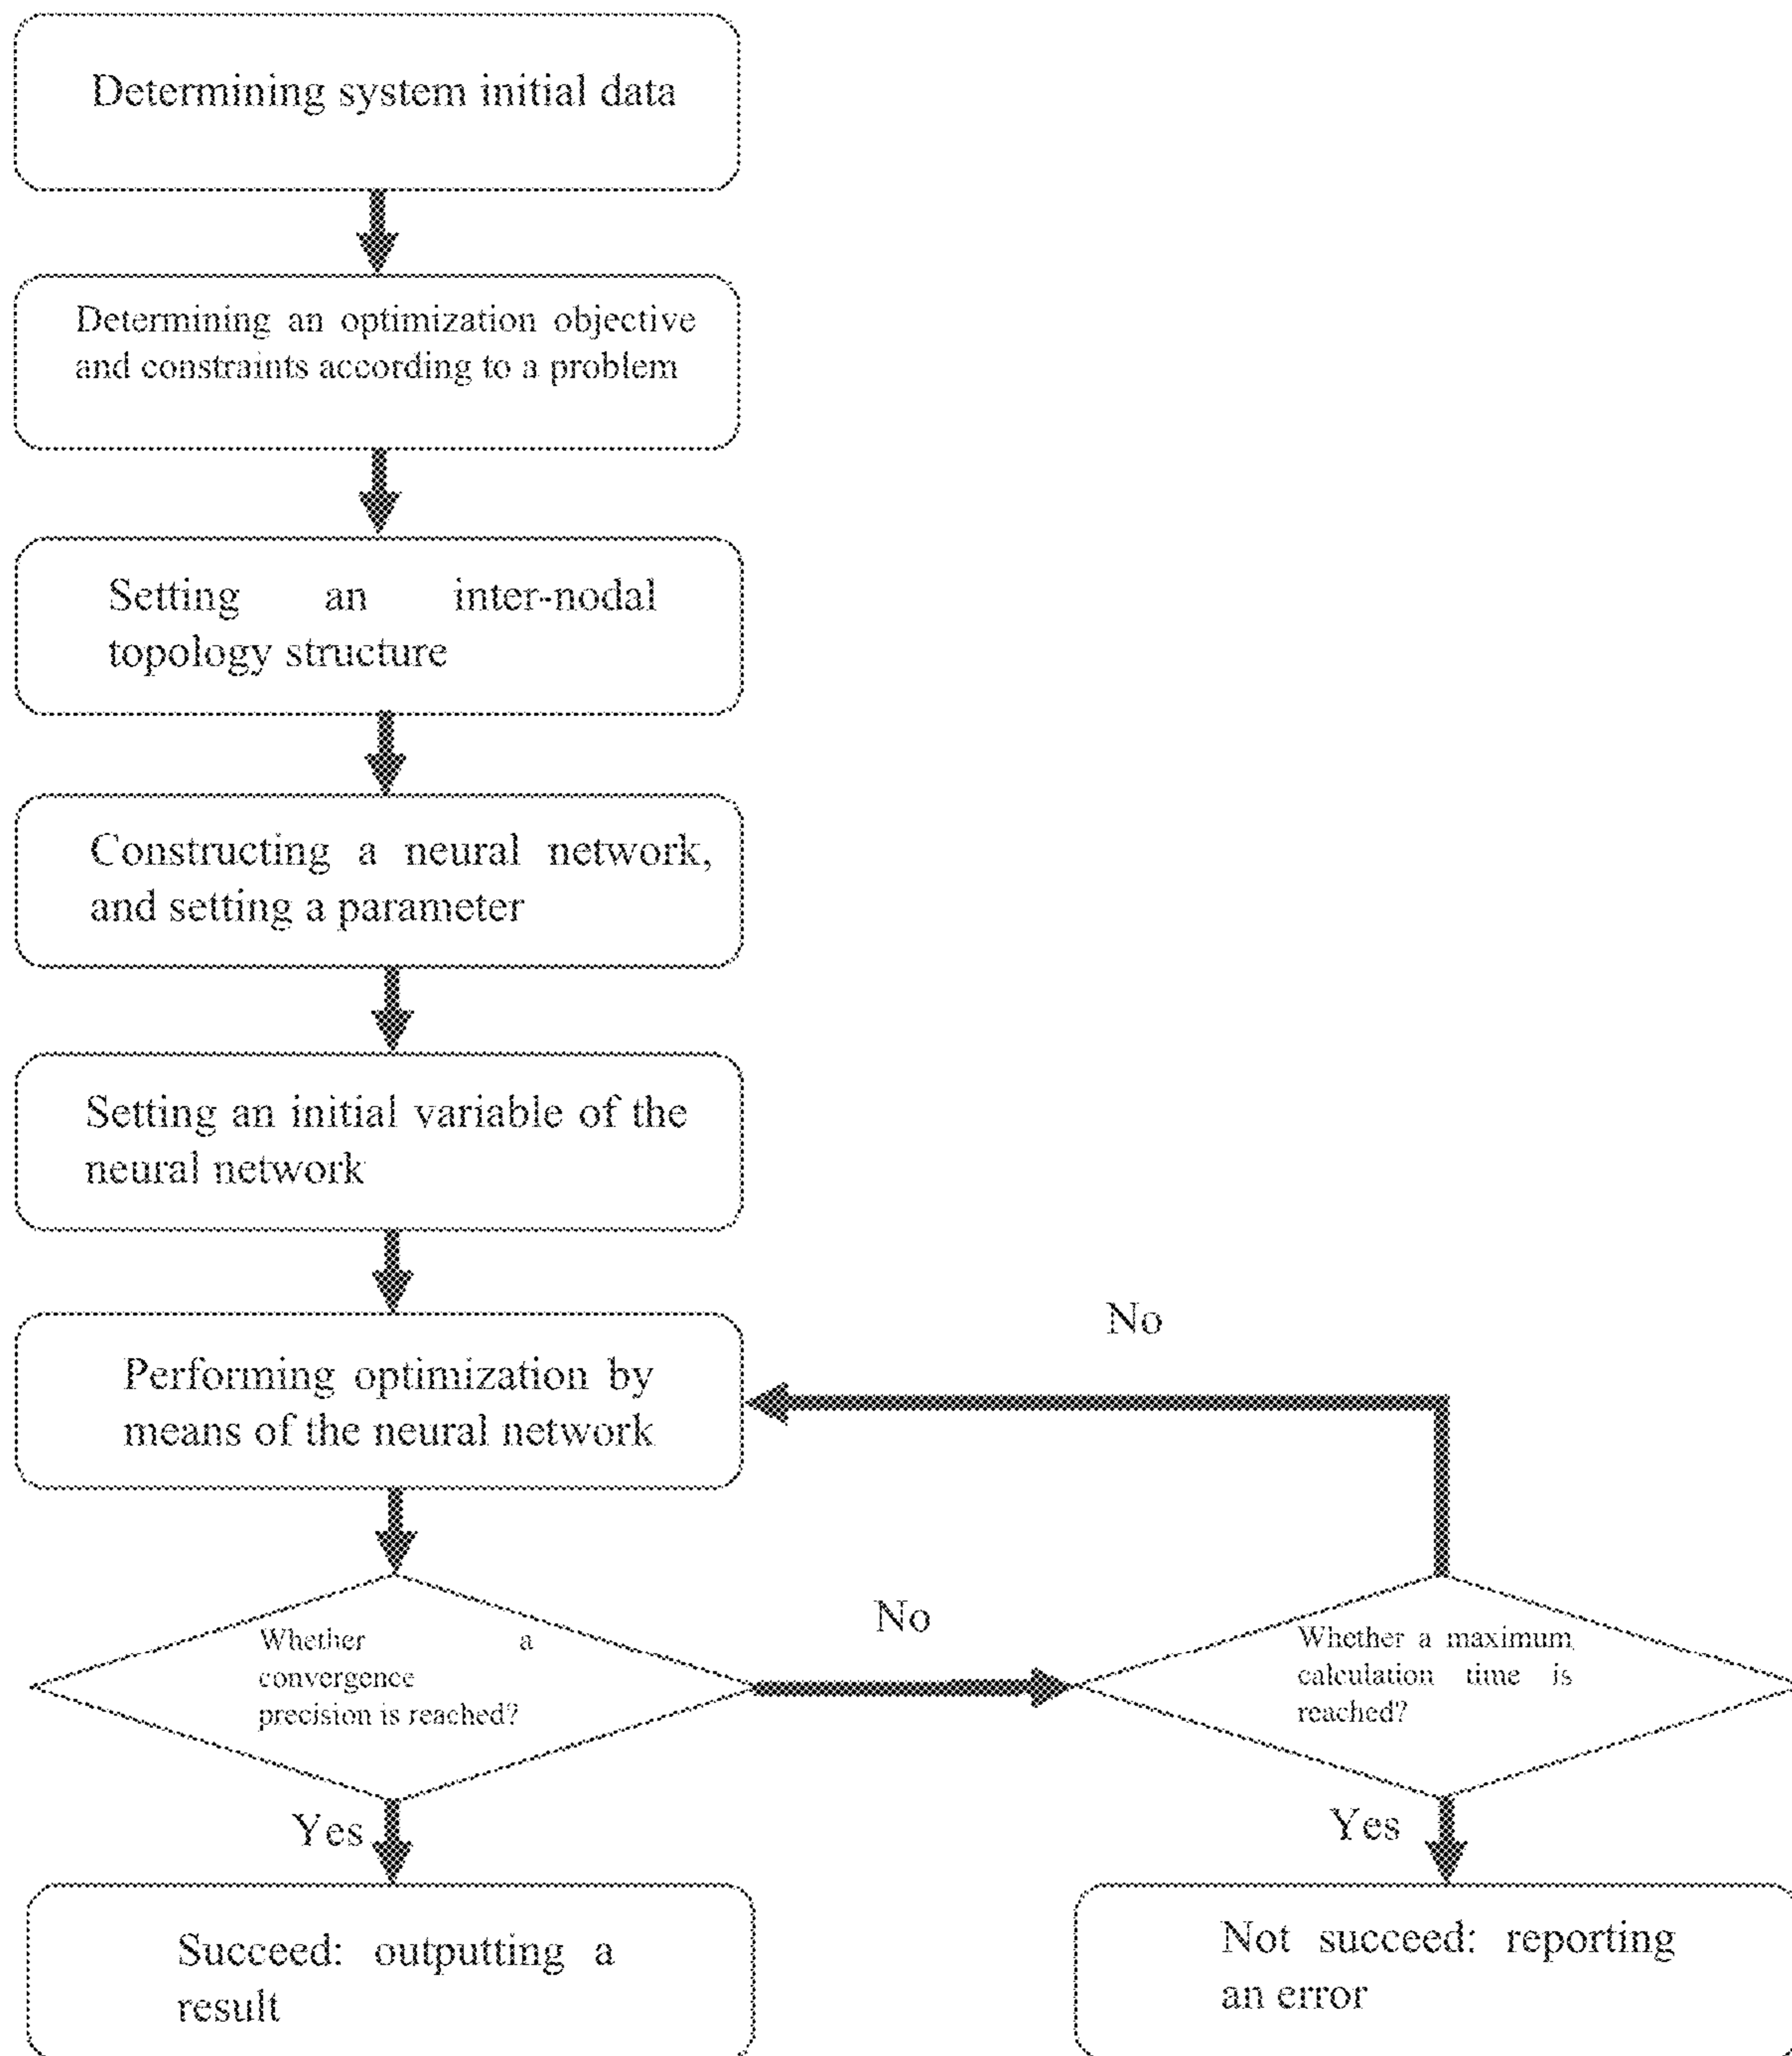 Determining system initial data
Determining an optimization objective
and constraints according to a problem
Setting an inter-nodal
topology structure
Constructing a neural network,
and setting a parameter
Setting an initial variable of the
neural network
No
Performing optimization by
means of the neural network
Whether a
convergence
precision is reached?
No
Whether a maximum
calculation time is
reached?
Yes
Yes
Succeed: outputting a
result
Not succeed: reporting
an error